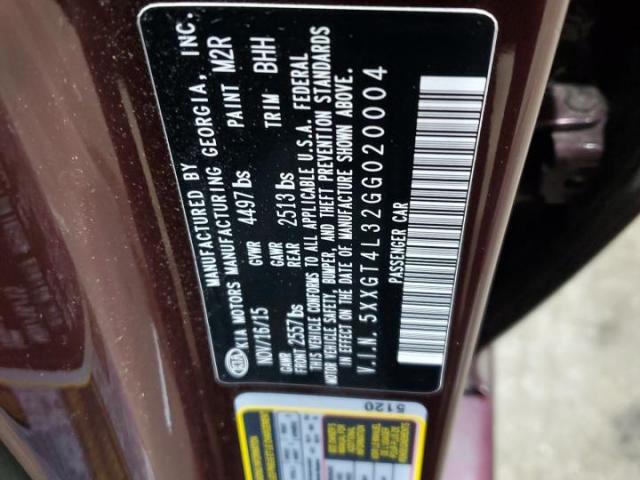 MANUFACTURED BY
KIA KIA MOTORS MANUFACTURING GEORGIA, INC.
NOV/16/15 GVWR 4497lbs PAINT M2R
GAWR FRONT 2557lbs GAWR REAR 2513lbs TRIM BHH
THIS VEHICLE CONFORMS TO ALL APPLICABLE U.S.A. FEDERAL
MOTOR VEHICLE SAFETY, BUMPER, AND THEFT PREVENTION STANDARDS
IN EFFECT ON THE DATE OF MANUFACTURE SHOWN ABOVE.
V.I.N. 5XXGT4L32GG020004
PASSENGER CAR
5120